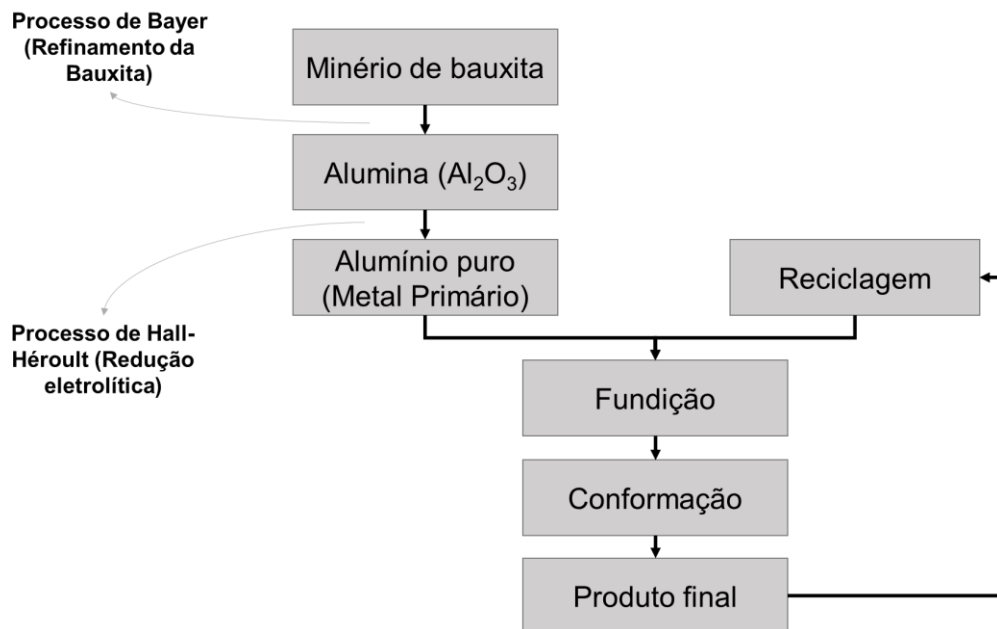 Processo de Bayer
(Refinamento da
Bauxita)
Minério de bauxita
Alumina (Al₂O₃)
Alumínio puro
(Metal Primário)
Reciclagem
Processo de Hall-
Héroult (Redução
eletrolítica)
Fundição
Conformação
Produto final